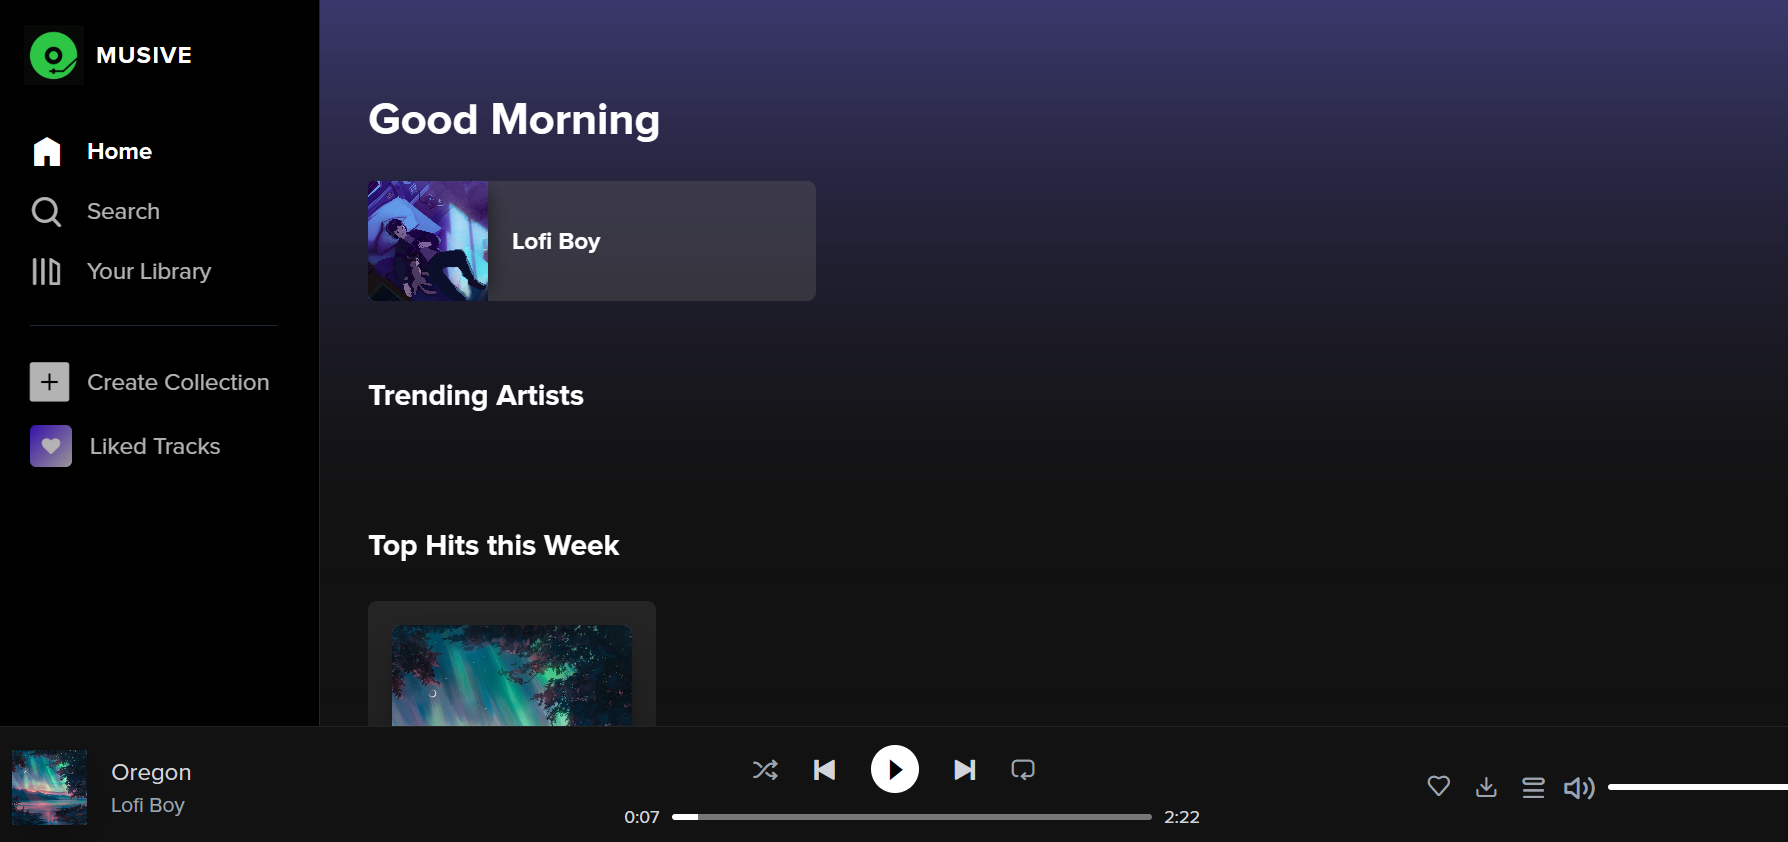 MUSIVE
Home
Search
Your Library
Create Collection
Liked Tracks
Good Morning
Lofi Boy
Trending Artists
Top Hits this Week
Oregon
Lofi Boy
0:07
2:22